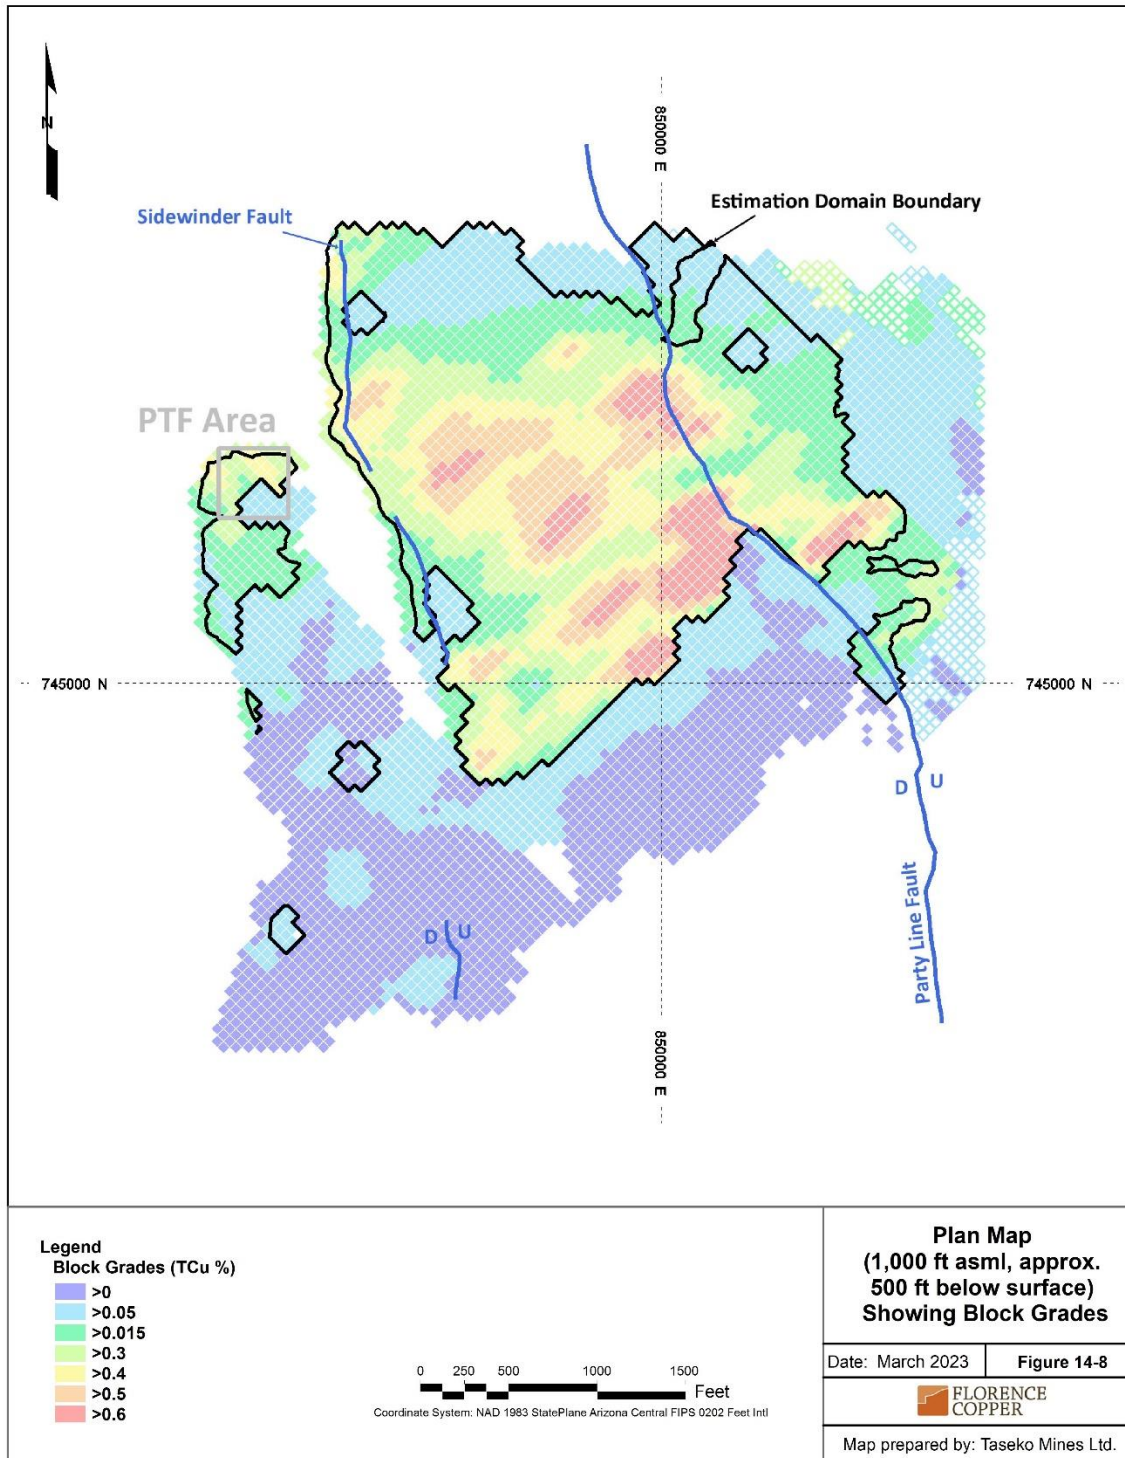 N
850000 E
Estimation Domain Boundary
Sidewinder Fault
PTF Area
745000 N
745000 N
D U
Party Line Fault
D U
850000 E
Legend
Block Grades (TCu %)
>0
>0.05
>0.015
>0.3
>0.4
>0.5
>0.6
0 250 500 1000 1500
Feet
Coordinate System: NAD 1983 StatePlane Arizona Central FIPS 0202 Feet Intl
Plan Map
(1,000 ft asml, approx.
500 ft below surface)
Showing Block Grades
Date: March 2023
Figure 14-8
FLORENCE
COPPER
Map prepared by: Taseko Mines Ltd.